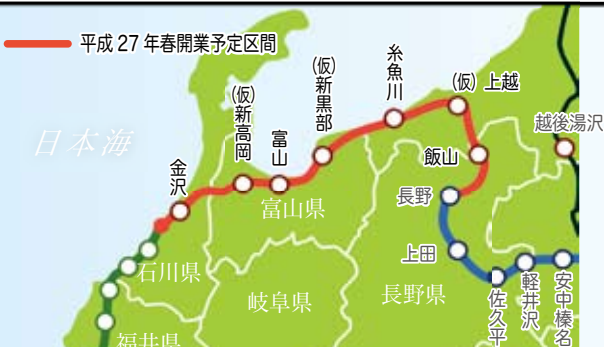 平成27年春開業予定区間
日本海
金沢
(仮)新高岡
富山
(仮)新黒部
糸魚川
(仮)上越
飯山
越後湯沢
長野
上田
佐久平
軽井沢
安中榛名
富山県
石川県
岐阜県
長野県
福井県